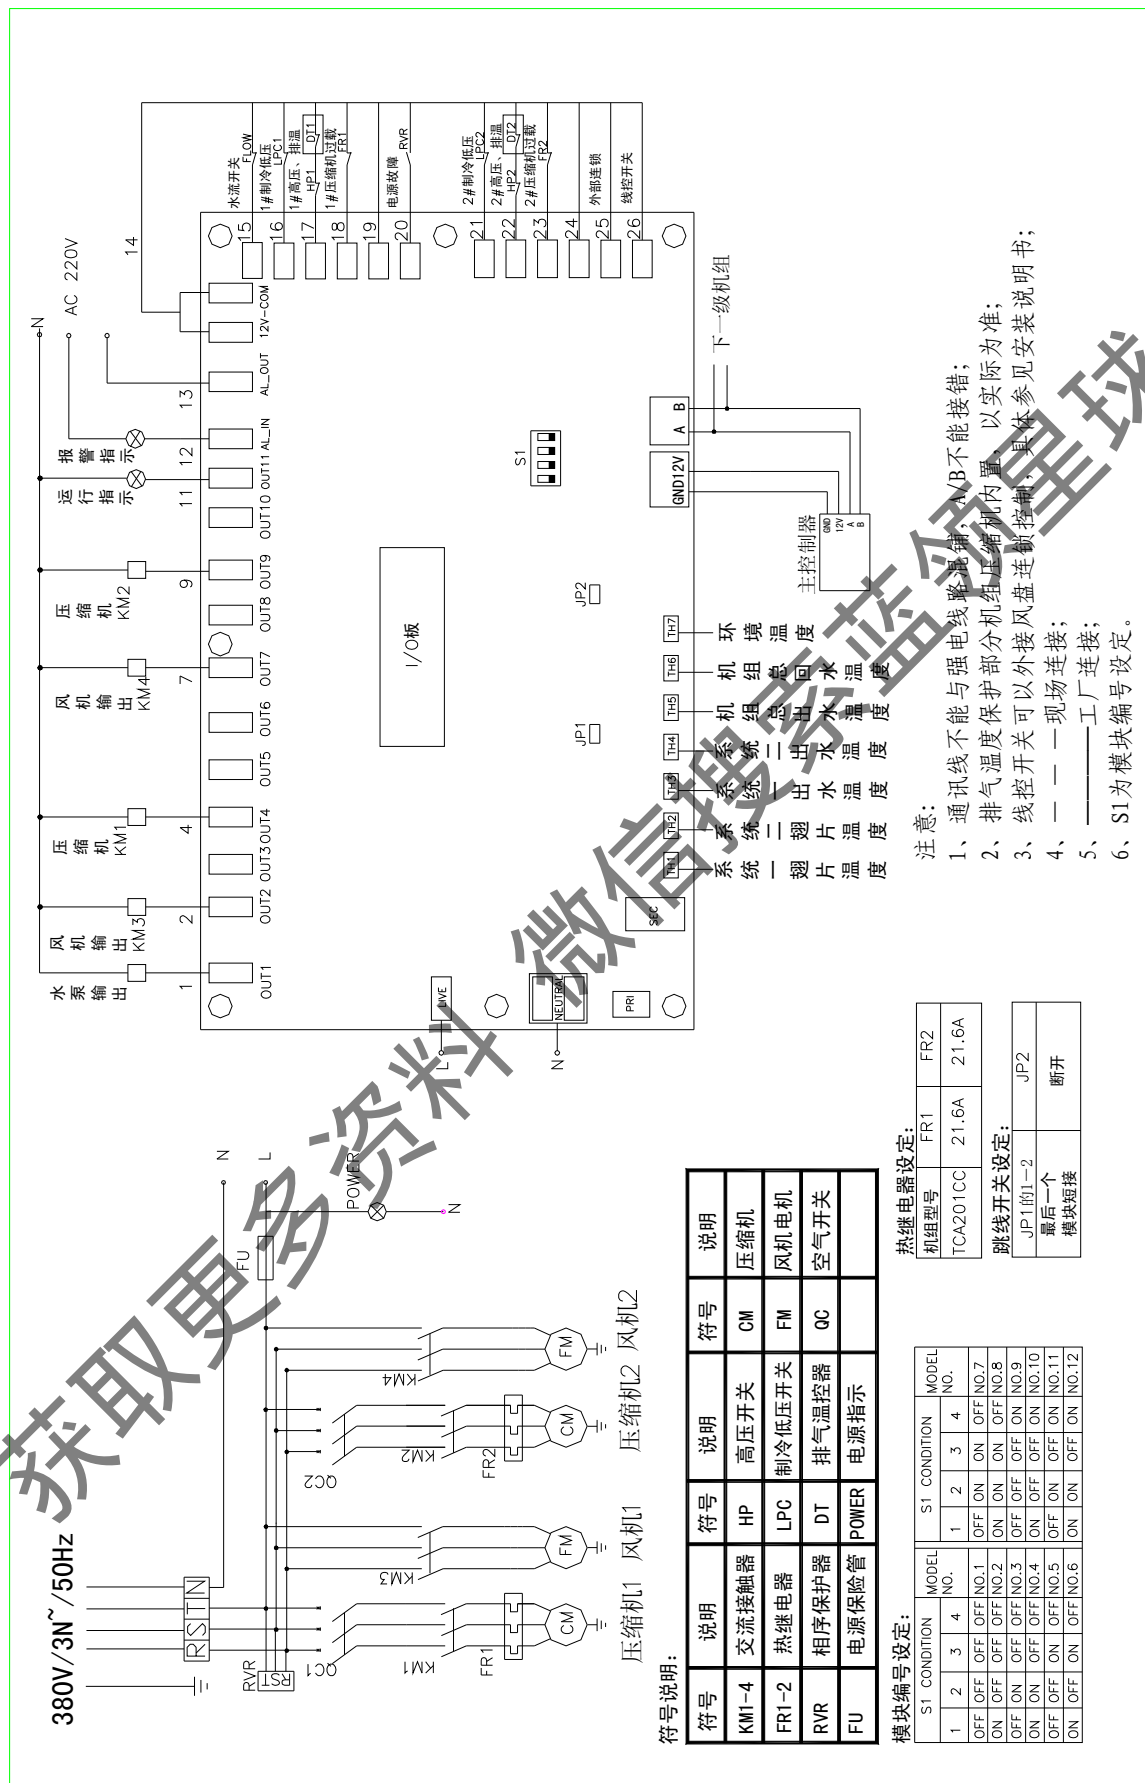 380V/3N~/50Hz
R S T N
RVR
RST
QC1
KM1
FR1
CM
压缩机1
KM3
FM
风机1
QC2
KM2
FR2
CM
压缩机2
KM4
FM
风机2
FU
N
L
POWER
N
水泵输出
风机输出
KM3
压缩机
KM1
风机输出
KM4
压缩机
KM2
运行指示
报警指示
N
AC 220V
1
2
4
7
9
11
12
13
14
OUT1
OUT2
OUT3
OUT4
OUT5
OUT6
OUT7
OUT8
OUT9
OUT10
OUT11
AL_IN
AL_OUT
12V-COM
15
16
17
18
19
20
21
22
23
24
25
26
水流开关
FLOW
1#制冷低压
LPC1
1#高压、排温
HP1
DT1
1#压缩机过载
FR1
电源故障
RVR
2#制冷低压
LPC2
2#高压、排温
HP2
DT2
2#压缩机过载
FR2
外部连锁
线控开关
I/O板
S1
JP1
JP2
LIVE
L
NEUTRAL
N
PRI
SEC
TH1
TH2
TH3
TH4
TH5
TH6
TH7
系统一翅片温度
系统二翅片温度
系统一出水温度
系统二出水温度
机组总出水温度
机组总回水温度
环境温度
GND12V
A B
下一级机组
主控制器
GND
12V
A
B
注意:
1、通讯线不能与强电线路混铺，A/B不能接错；
2、排气温度保护部分机组压缩机内置，以实际为准；
3、线控开关可以外接风盘连锁控制，具体参见安装说明书；
4、— — —现场连接；
5、————工厂连接；
6、S1为模块编号设定。
符号说明:
符号 说明 符号 说明 符号 说明
KM1-4 交流接触器 HP 高压开关 CM 压缩机
FR1-2 热继电器 LPC 制冷低压开关 FM 风机电机
RVR 相序保护器 DT 排气温控器 QC 空气开关
FU 电源保险管 POWER 电源指示
热继电器设定:
机组型号 FR1 FR2
TCA201CC 21.6A 21.6A
跳线开关设定:
JP1的1-2 JP2
最后一个模块短接 断开
模块编号设定:
S1 CONDITION MODEL NO. S1 CONDITION MODEL NO.
1 2 3 4 1 2 3 4
OFF OFF OFF OFF NO.1 OFF ON ON OFF NO.7
ON OFF OFF OFF NO.2 ON ON ON OFF NO.8
OFF ON OFF OFF NO.3 OFF OFF OFF ON NO.9
ON ON OFF OFF NO.4 ON OFF OFF ON NO.10
OFF OFF ON OFF NO.5 OFF ON OFF ON NO.11
ON OFF ON OFF NO.6 ON ON OFF ON NO.12
获取更多资料 微信搜索蓝领星球